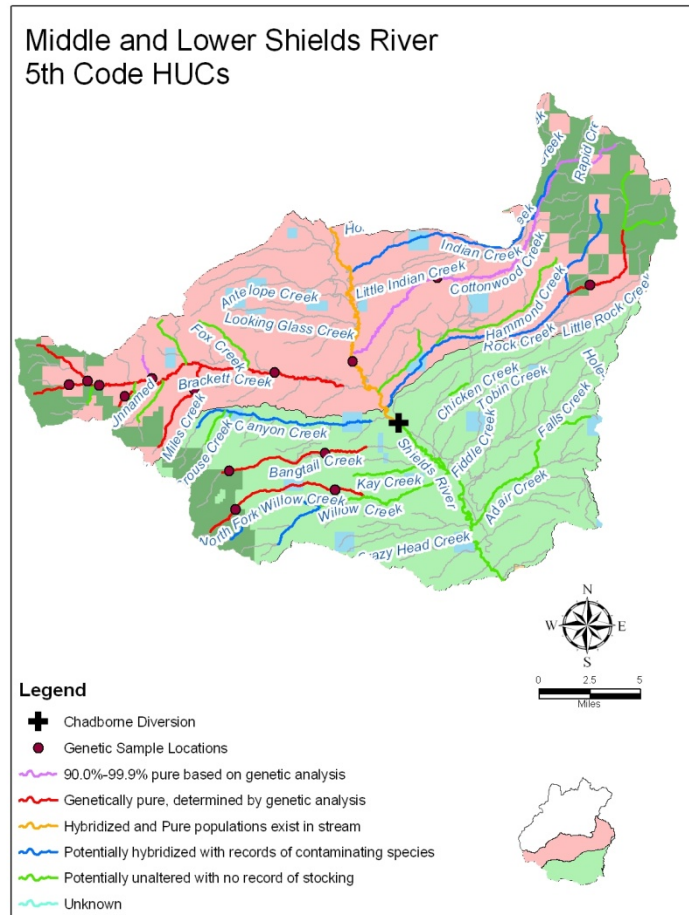 Middle and Lower Shields River
5th Code HUCs
Creek
Rapid Cre
Indian Creek
Little Indian Creek
Cottonwood Creek
Antelope Creek
Looking Glass Creek
Hammond Creek
Rock Creek
Little Rock Creek
Fox Creek
Brackett Creek
Unnamed
Miles Creek
rouse Creek
Canyon Creek
Chicken Creek
Tobin Creek
Hole
Fiddle Creek
Falls Creek
Shields River
Bangtail Creek
Kay Creek
Adair Creek
North Fork Willow Creek
Willow Creek
razy Head Creek
N
W E
S
0 2.5 5
Miles
Legend
Chadborne Diversion
Genetic Sample Locations
90.0%-99.9% pure based on genetic analysis
Genetically pure, determined by genetic analysis
Hybridized and Pure populations exist in stream
Potentially hybridized with records of contaminating species
Potentially unaltered with no record of stocking
Unknown